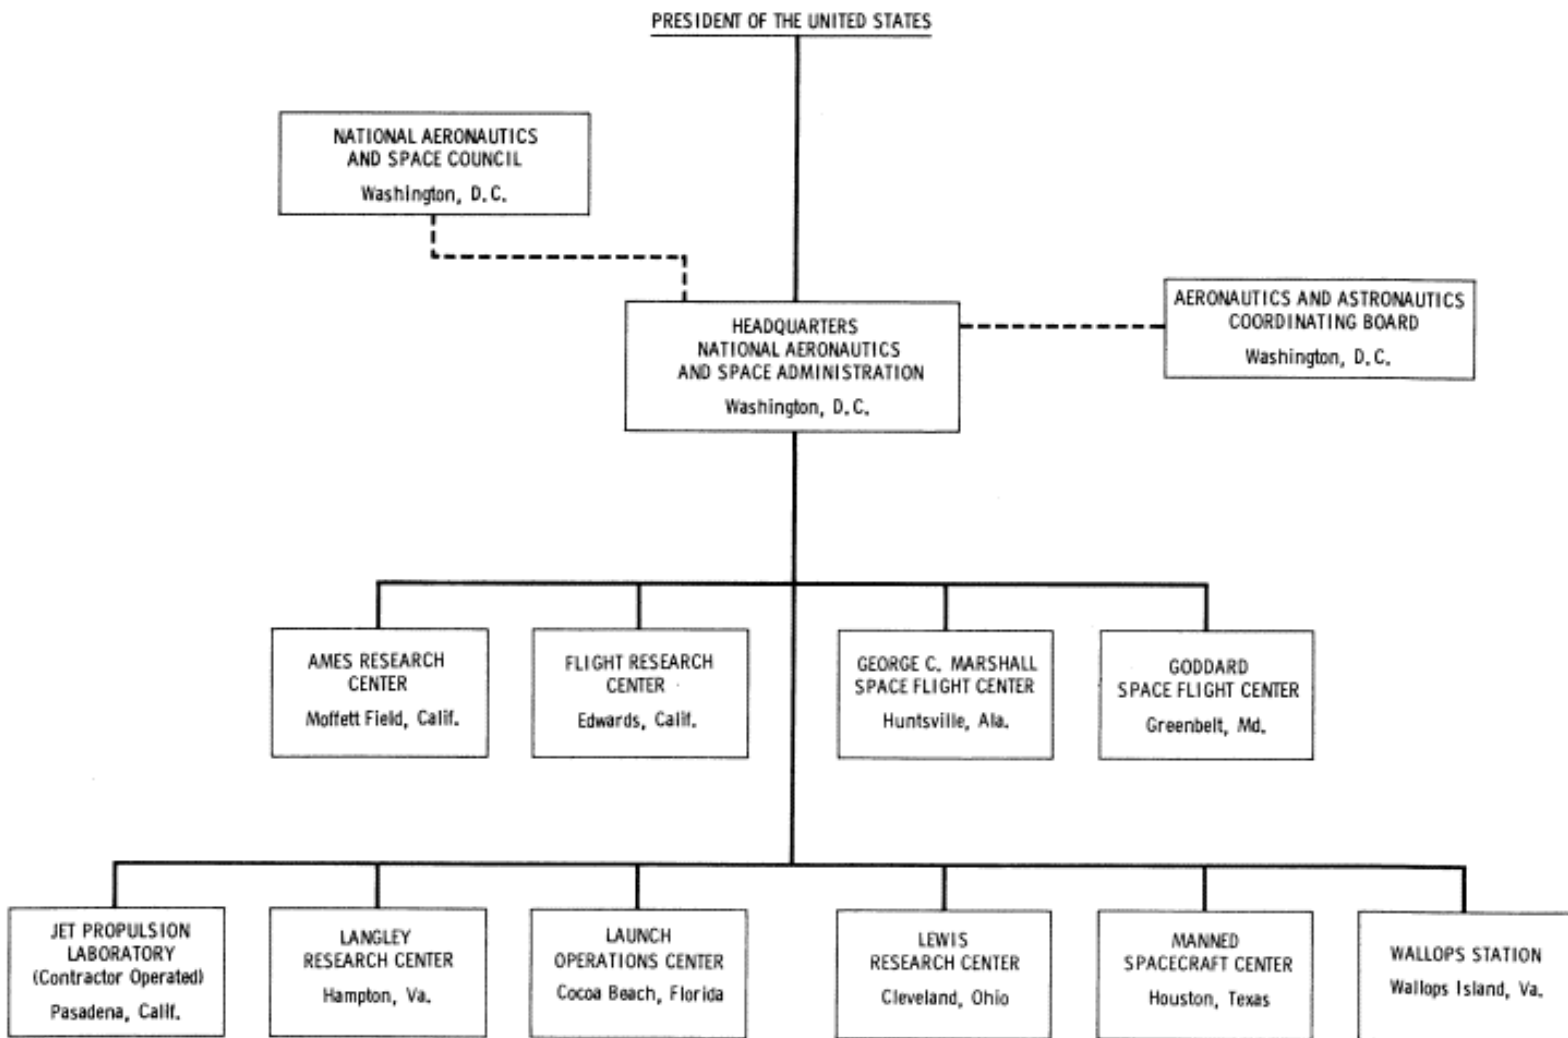 PRESIDENT OF THE UNITED STATES
NATIONAL AERONAUTICS
AND SPACE COUNCIL
Washington, D.C.
AERONAUTICS AND ASTRONAUTICS
COORDINATING BOARD
Washington, D.C.
HEADQUARTERS
NATIONAL AERONAUTICS
AND SPACE ADMINISTRATION
Washington, D.C.
AMES RESEARCH
CENTER
Moffett Field, Calif.
FLIGHT RESEARCH
CENTER
Edwards, Calif.
GEORGE C. MARSHALL
SPACE FLIGHT CENTER
Huntsville, Ala.
GODDARD
SPACE FLIGHT CENTER
Greenbelt, Md.
JET PROPULSION
LABORATORY
(Contractor Operated)
Pasadena, Calif.
LANGLEY
RESEARCH CENTER
Hampton, Va.
LAUNCH
OPERATIONS CENTER
Cocoa Beach, Florida
LEWIS
RESEARCH CENTER
Cleveland, Ohio
MANNED
SPACECRAFT CENTER
Houston, Texas
WALLOPS STATION
Wallops Island, Va.